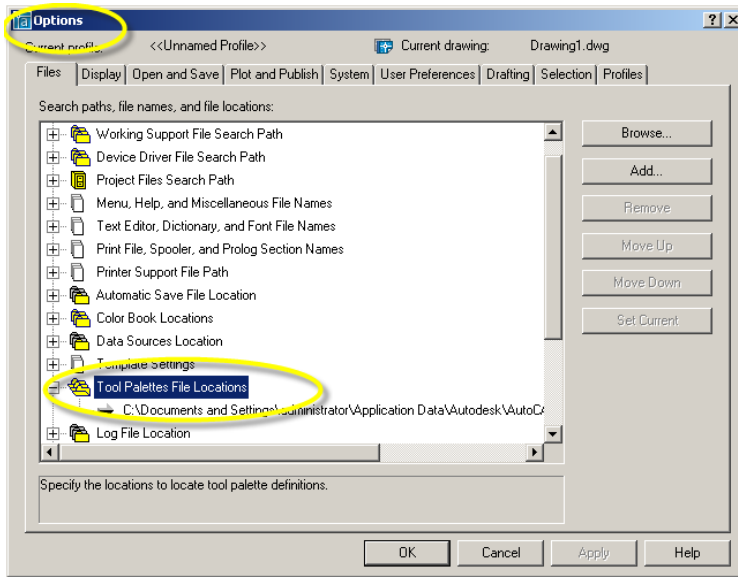 Options
Current profile: <<Unnamed Profile>> Current drawing: Drawing1.dwg
Files Display Open and Save Plot and Publish System User Preferences Drafting Selection Profiles
Search paths, file names, and file locations:
Working Support File Search Path
Device Driver File Search Path
Project Files Search Path
Menu, Help, and Miscellaneous File Names
Text Editor, Dictionary, and Font File Names
Print File, Spooler, and Prolog Section Names
Printer Support File Path
Automatic Save File Location
Color Book Locations
Data Sources Location
Template Settings
Tool Palettes File Locations
C:\Documents and Settings\administrator\Application Data\Autodesk\AutoCA
Log File Location
Browse...
Add...
Remove
Move Up
Move Down
Set Current
Specify the locations to locate tool palette definitions.
OK Cancel Apply Help